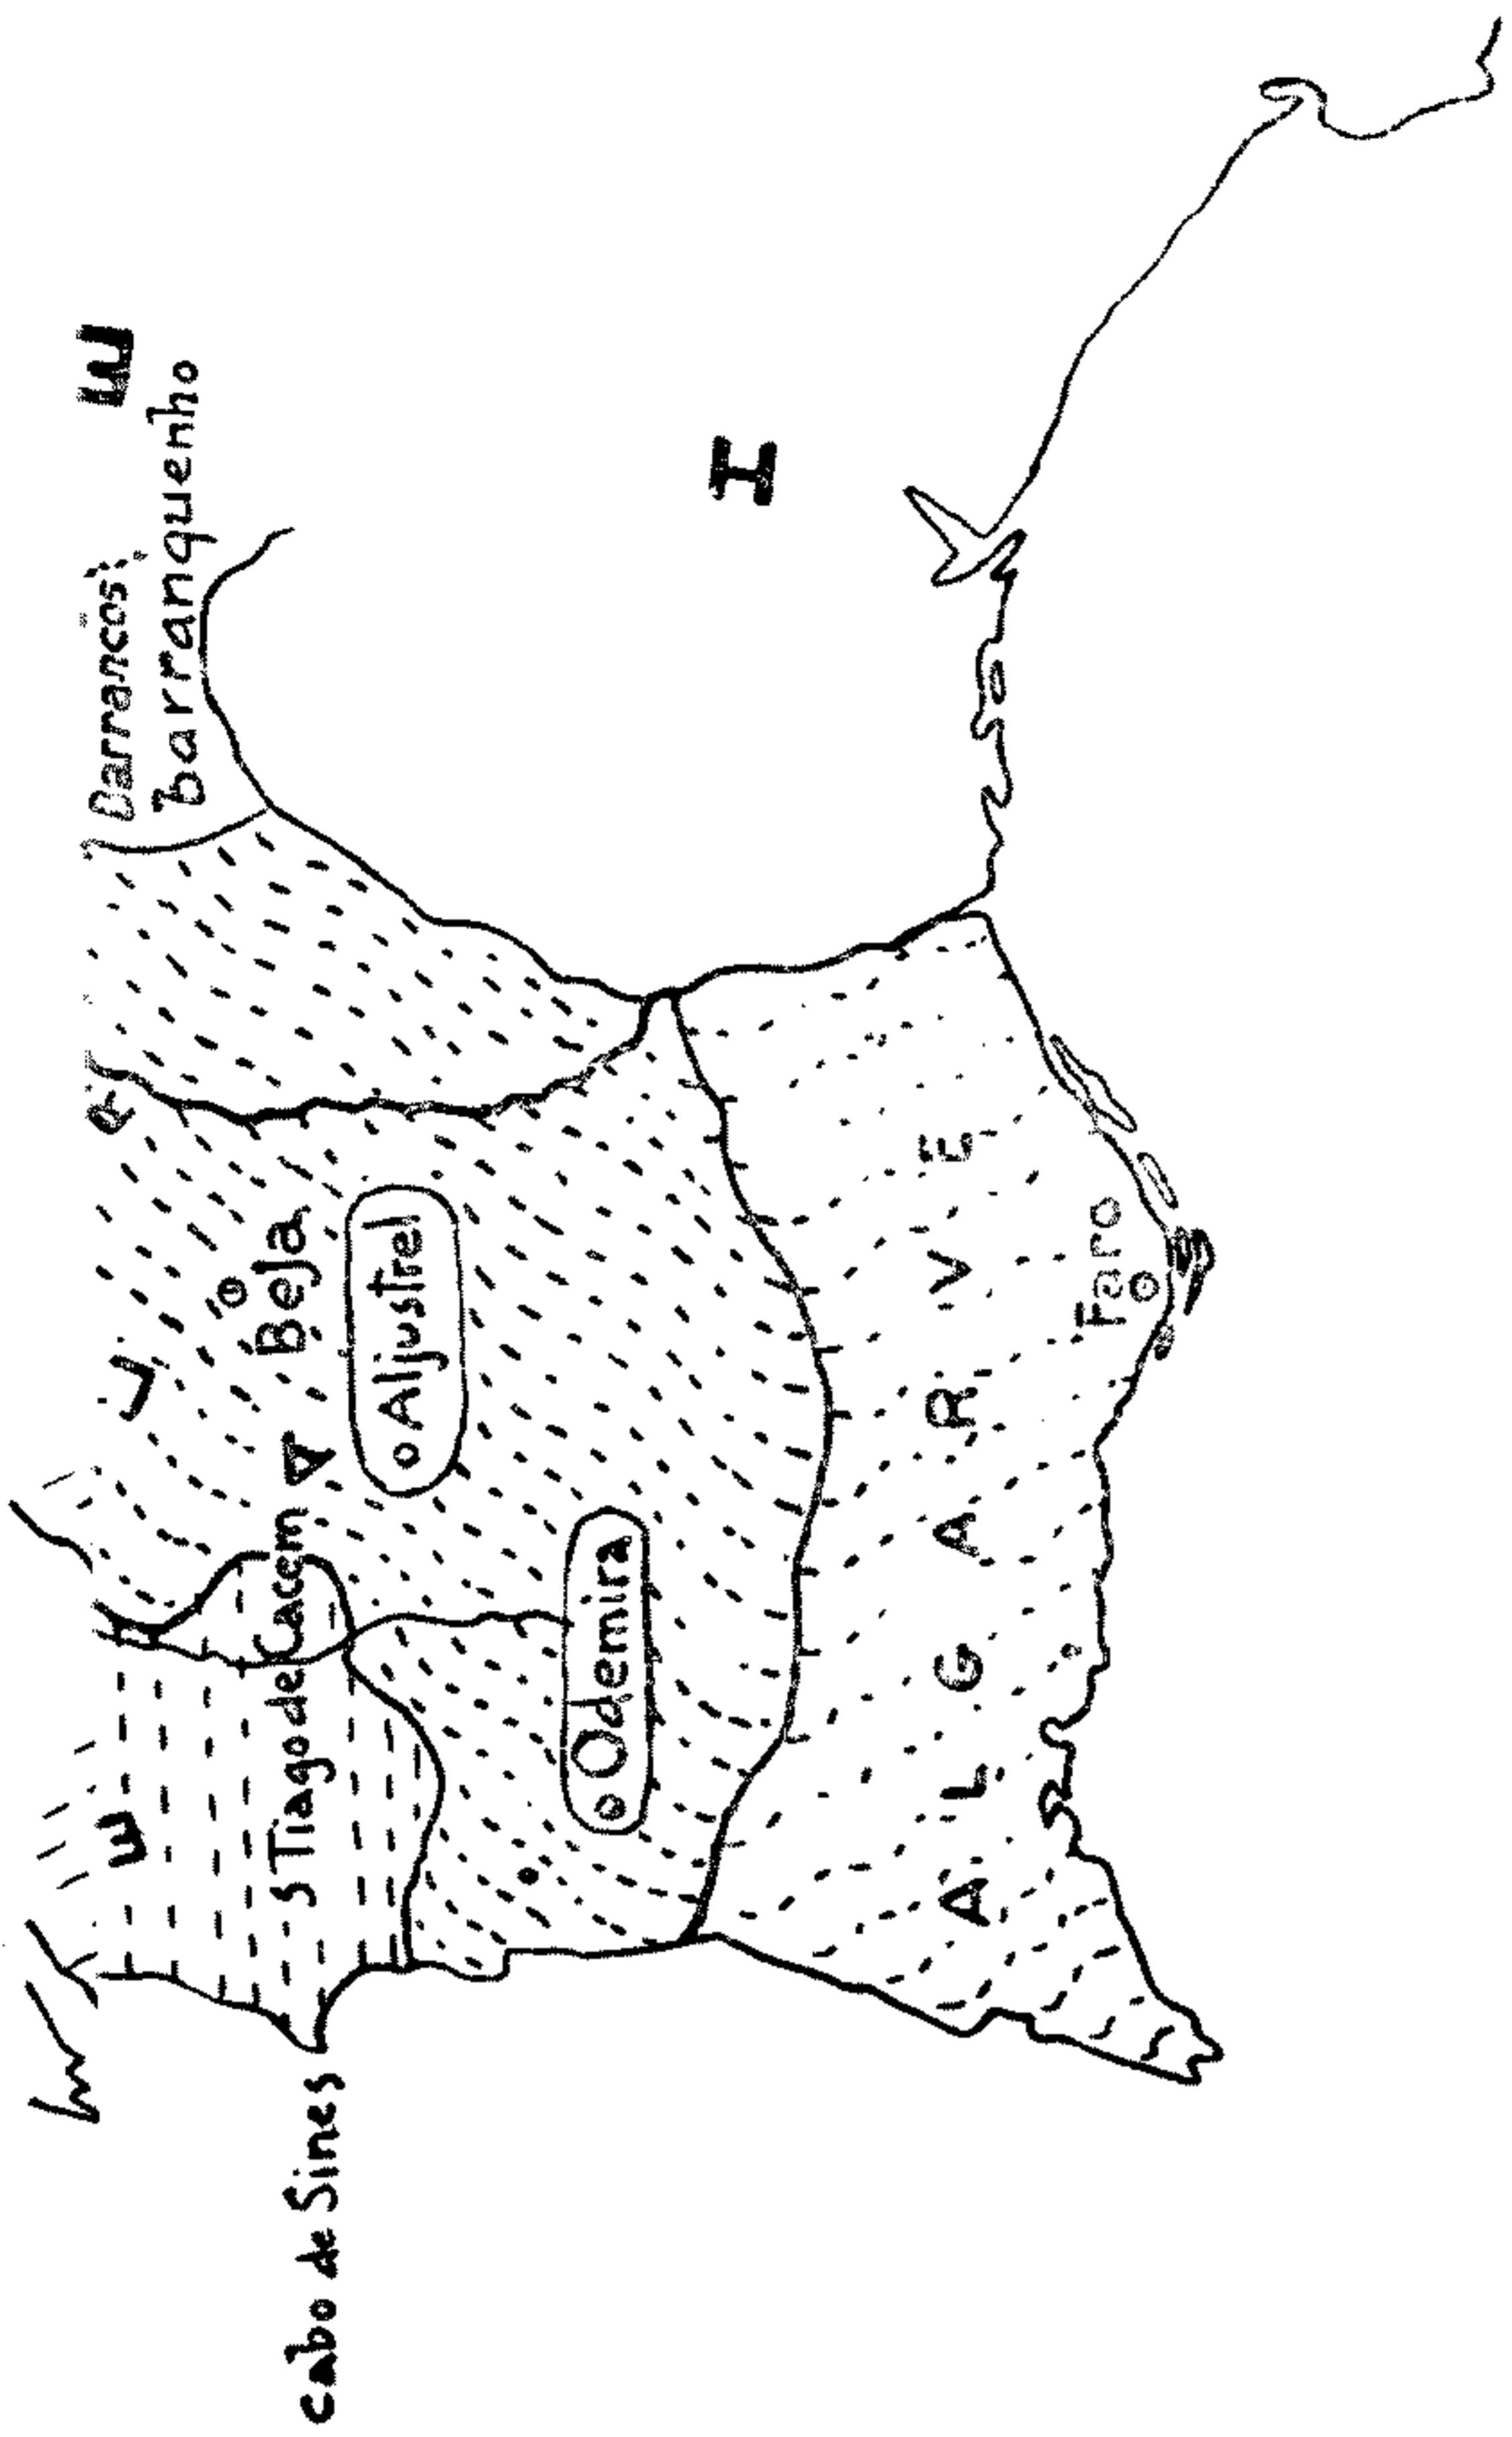 Barrancos
barranquenho
E
H
Beja
Aljustrel
S Tiago de Cacem
Odemira
Cabo de Sines
ALGARVE
Faro